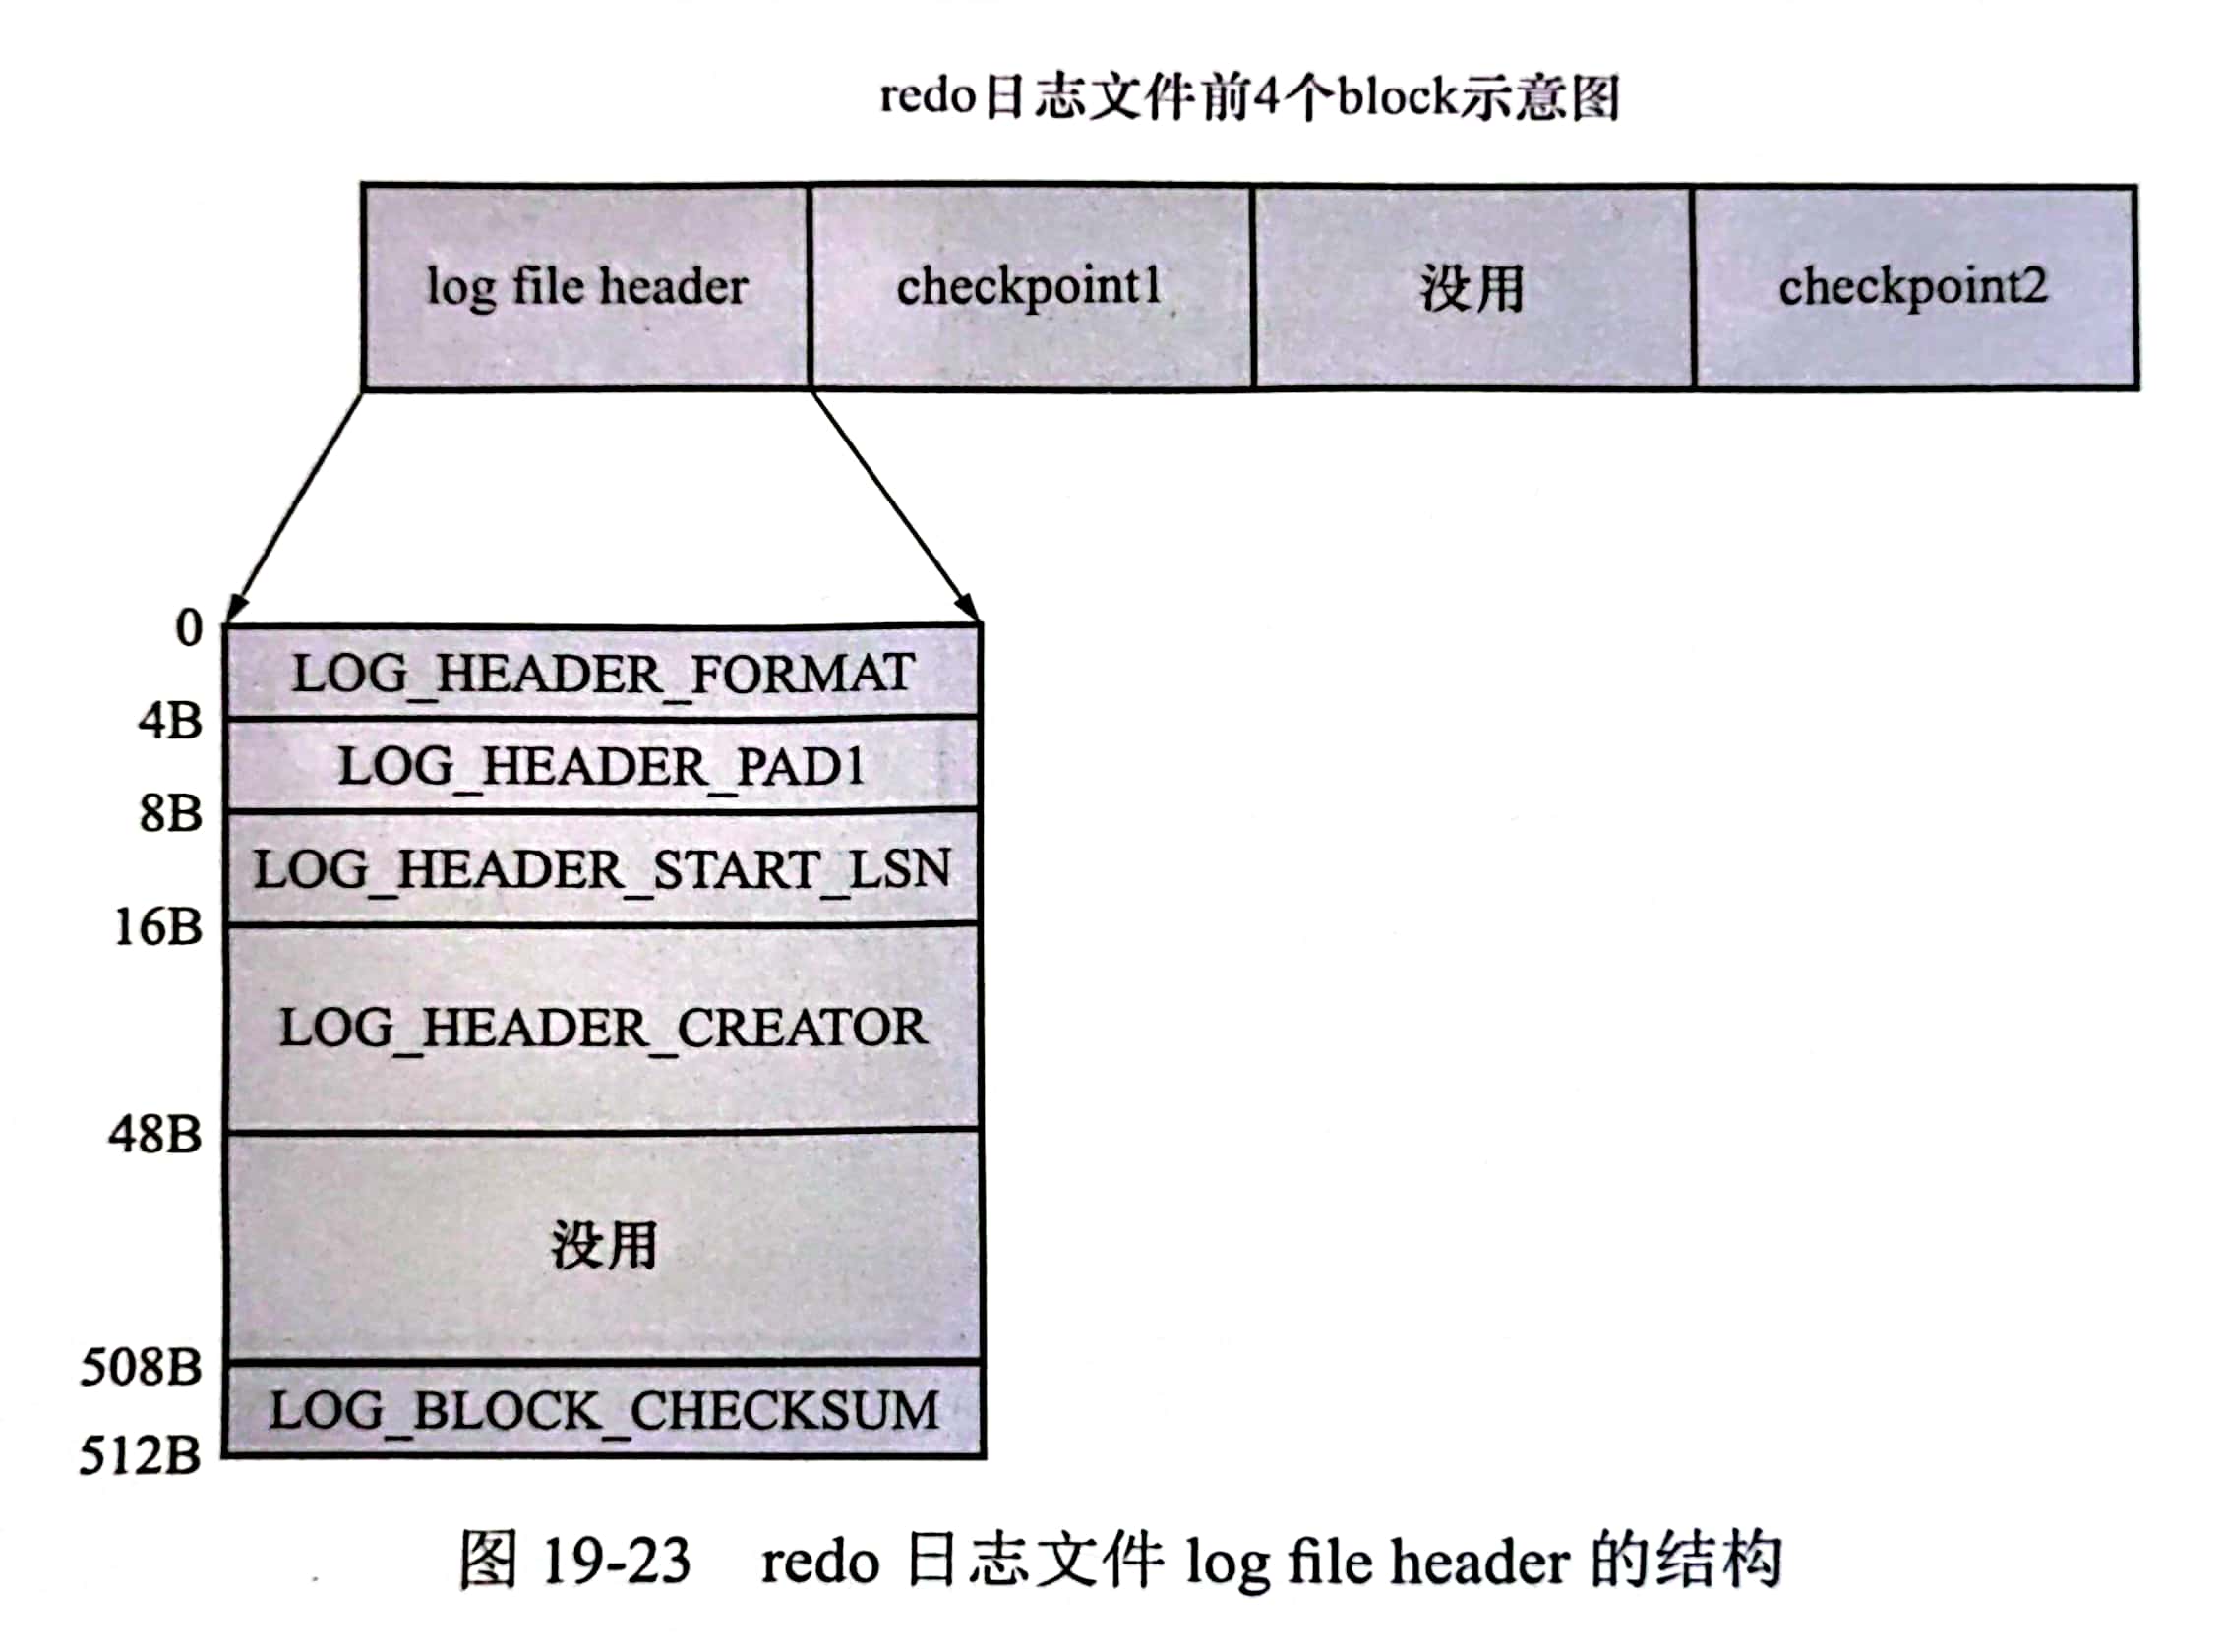 redo日志文件前4个block示意图
log file header
checkpoint1
没用
checkpoint2
0
LOG_HEADER_FORMAT
4B
LOG_HEADER_PAD1
8B
LOG_HEADER_START_LSN
16B
LOG_HEADER_CREATOR
48B
没用
508B
LOG_BLOCK_CHECKSUM
512B
图 19-23 redo 日志文件 log file header 的结构